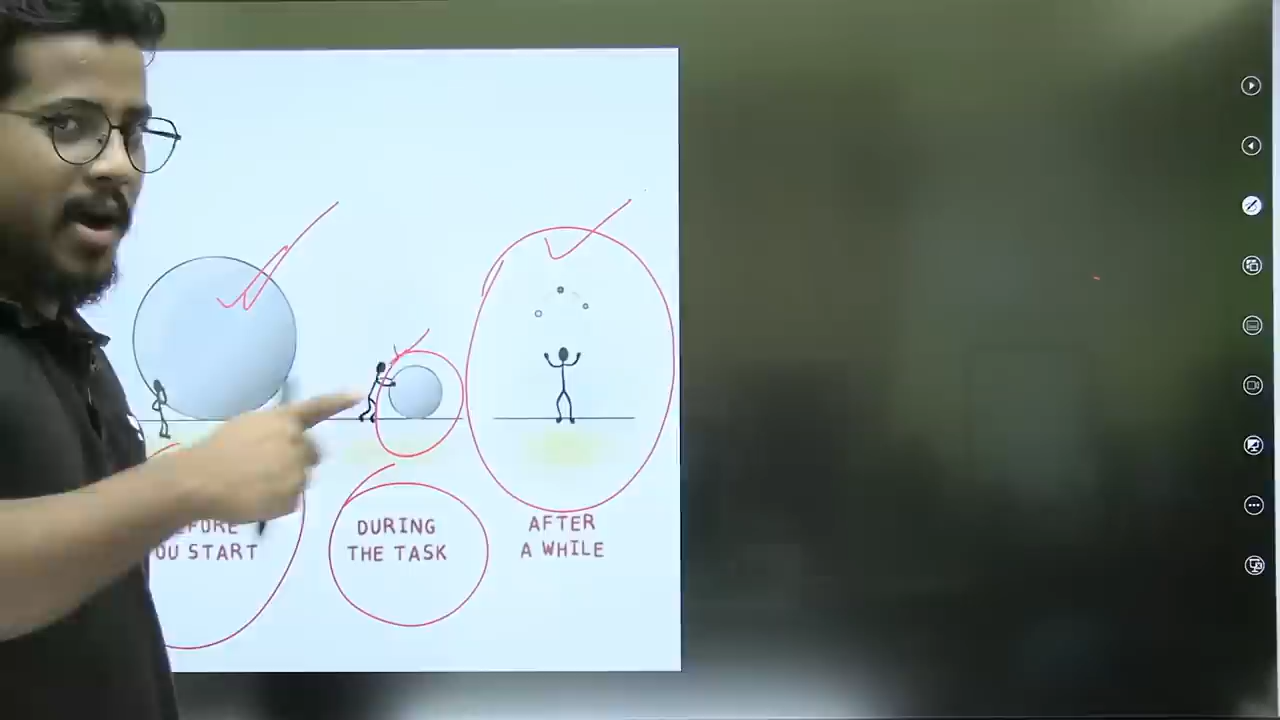 START
DURING
THE TASK
AFTER
A WHILE